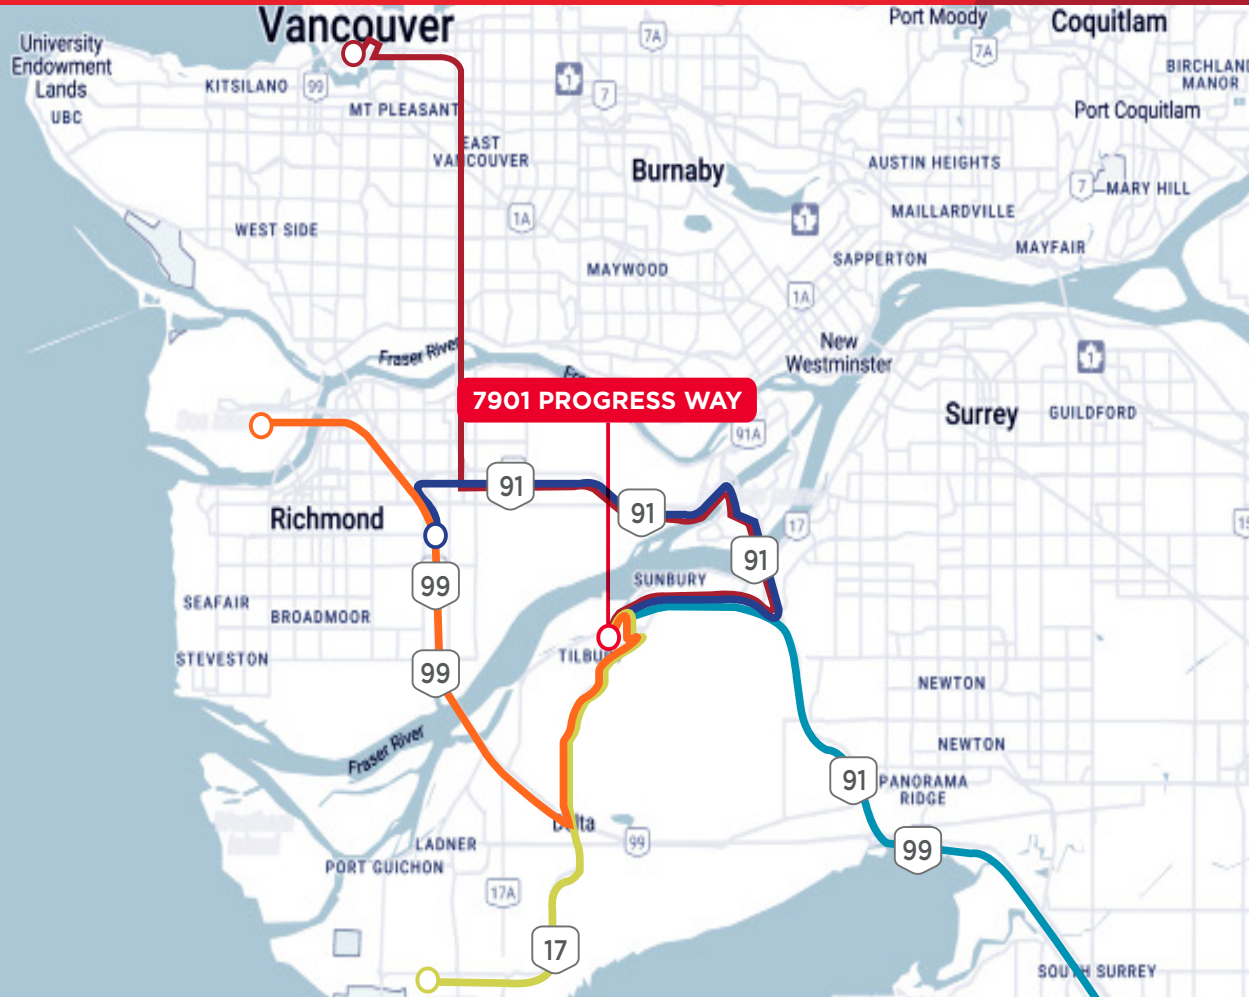 Vancouver
Port Moody
Coquitlam
University
Endowment
Lands
UBC
KITSILANO
99
MT PLEASANT
7A
1
7
7A
BIRCHLAND
MANOR
Port Coquitlam
EAST
VANCOUVER
Burnaby
AUSTIN HEIGHTS
7
MARY HILL
1A
1
MAILLARDVILLE
WEST SIDE
MAYFAIR
MAYWOOD
SAPPERTON
1A
New
Westminster
Fraser River
1
7901 PROGRESS WAY
Surrey
GUILDFORD
91A
91
91
Richmond
17
91
99
SUNBURY
SEAFAIR
BROADMOOR
STEVESTON
99
TILBURY
NEWTON
NEWTON
Fraser River
91
PANORAMA
RIDGE
Delta
99
99
LADNER
PORT GUICHON
17A
17
SOUTH SURREY